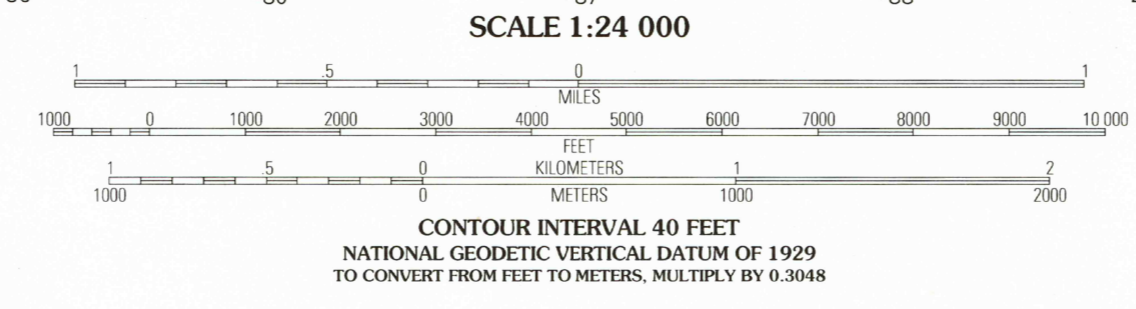 SCALE 1:24 000
1 .5 0 1
MILES
1000 0 1000 2000 3000 4000 5000 6000 7000 8000 9000 10 000
FEET
1 .5 0 KILOMETERS 1 2
1000 0 METERS 1000 2000
CONTOUR INTERVAL 40 FEET
NATIONAL GEODETIC VERTICAL DATUM OF 1929
TO CONVERT FROM FEET TO METERS, MULTIPLY BY 0.3048